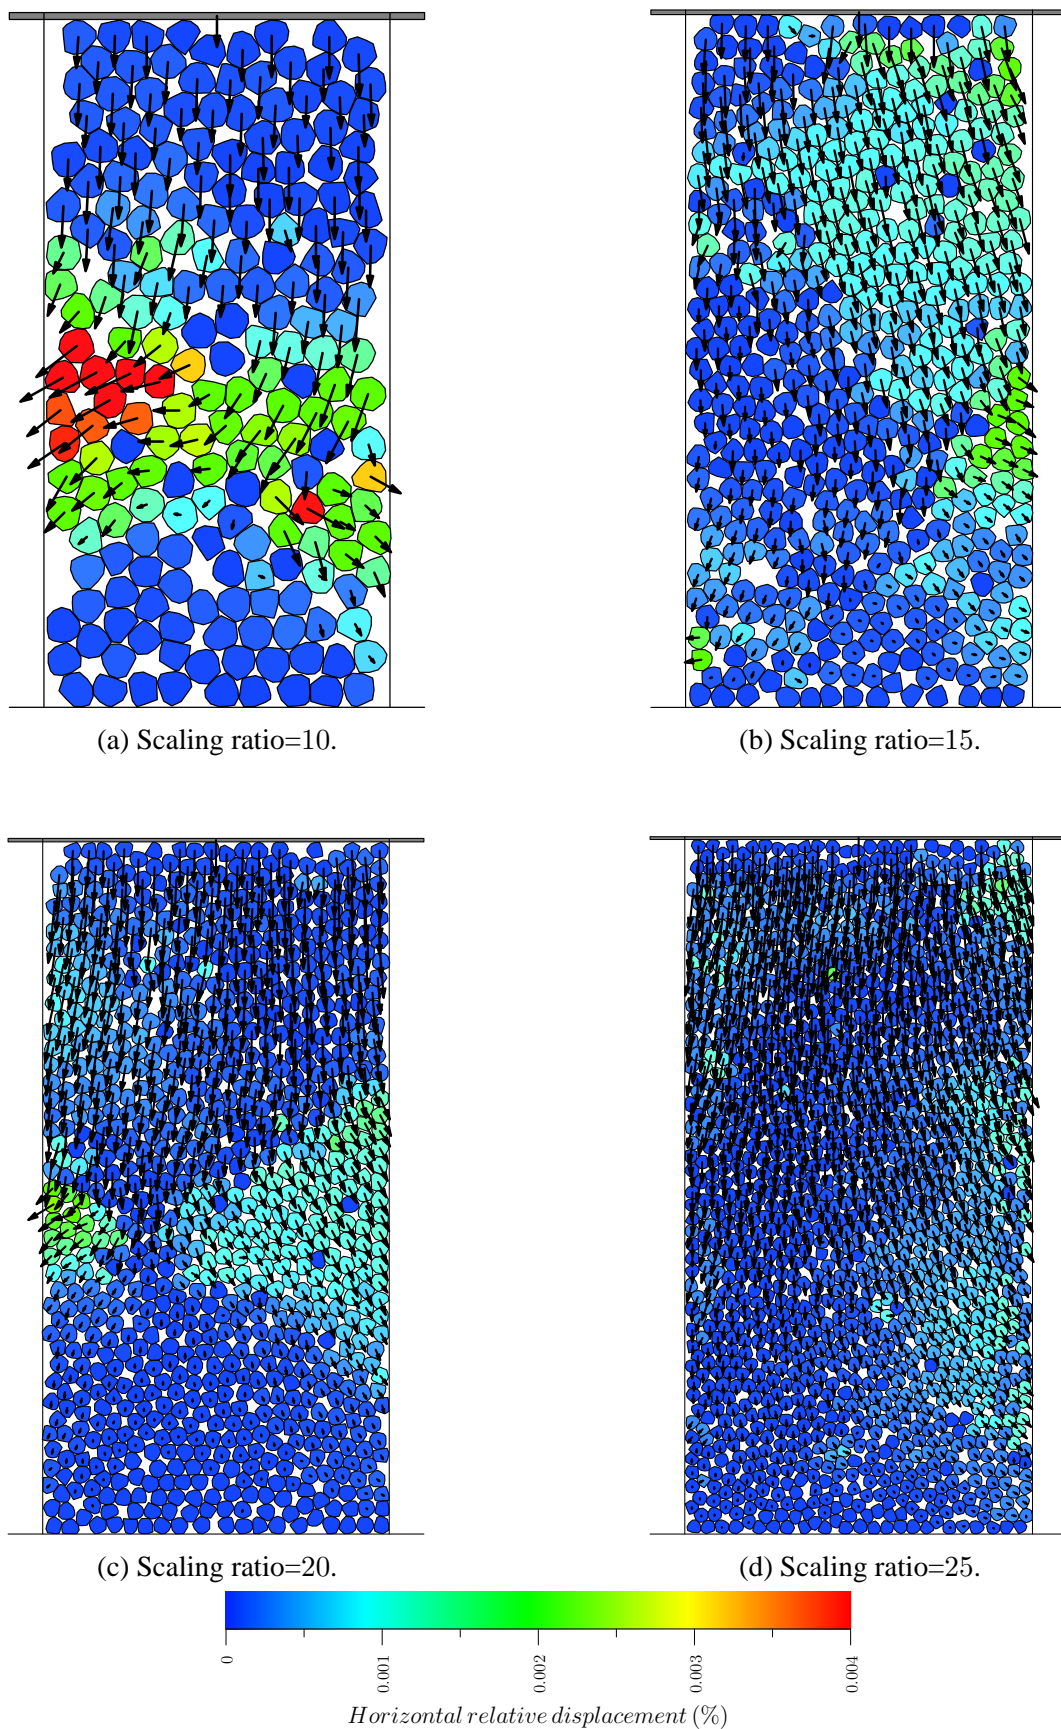 (a) Scaling ratio=10.
(b) Scaling ratio=15.
(c) Scaling ratio=20.
(d) Scaling ratio=25.
0 0.001 0.002 0.003 0.004
Horizontal relative displacement (%)